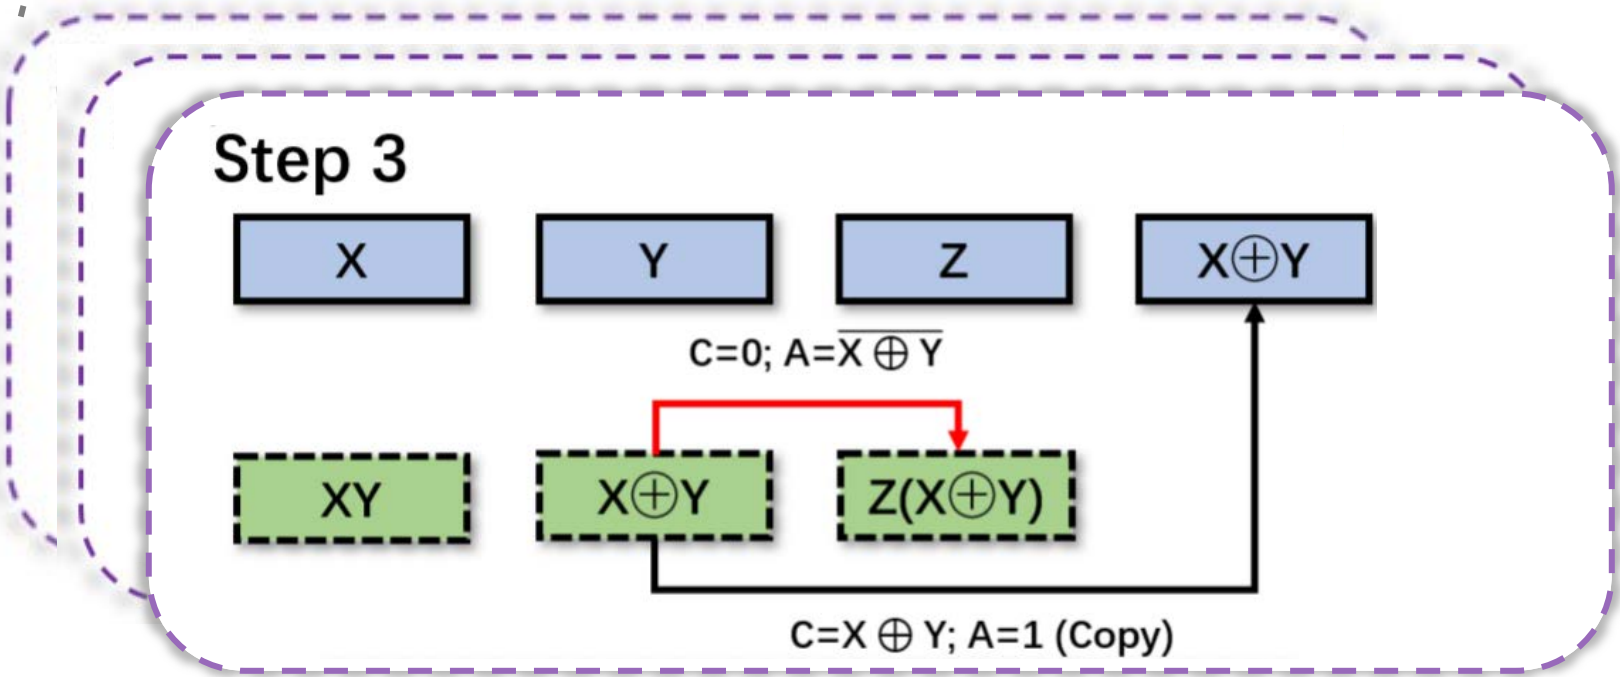 Step 3
X Y Z X⊕Y
C=0; A=X̅ ̅⊕̅ ̅Y̅
XY X⊕Y Z(X⊕Y)
C=X ⊕ Y; A=1 (Copy)